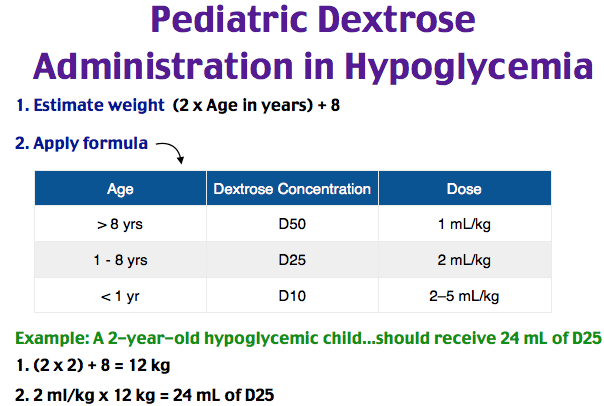 Pediatric Dextrose
Administration in Hypoglycemia
1. Estimate weight (2 x Age in years) + 8
2. Apply formula
Age Dextrose Concentration Dose
> 8 yrs D50 1 mL/kg
1 - 8 yrs D25 2 mL/kg
< 1 yr D10 2–5 mL/kg
Example: A 2-year-old hypoglycemic child...should receive 24 mL of D25
1. (2 x 2) + 8 = 12 kg
2. 2 ml/kg x 12 kg = 24 mL of D25